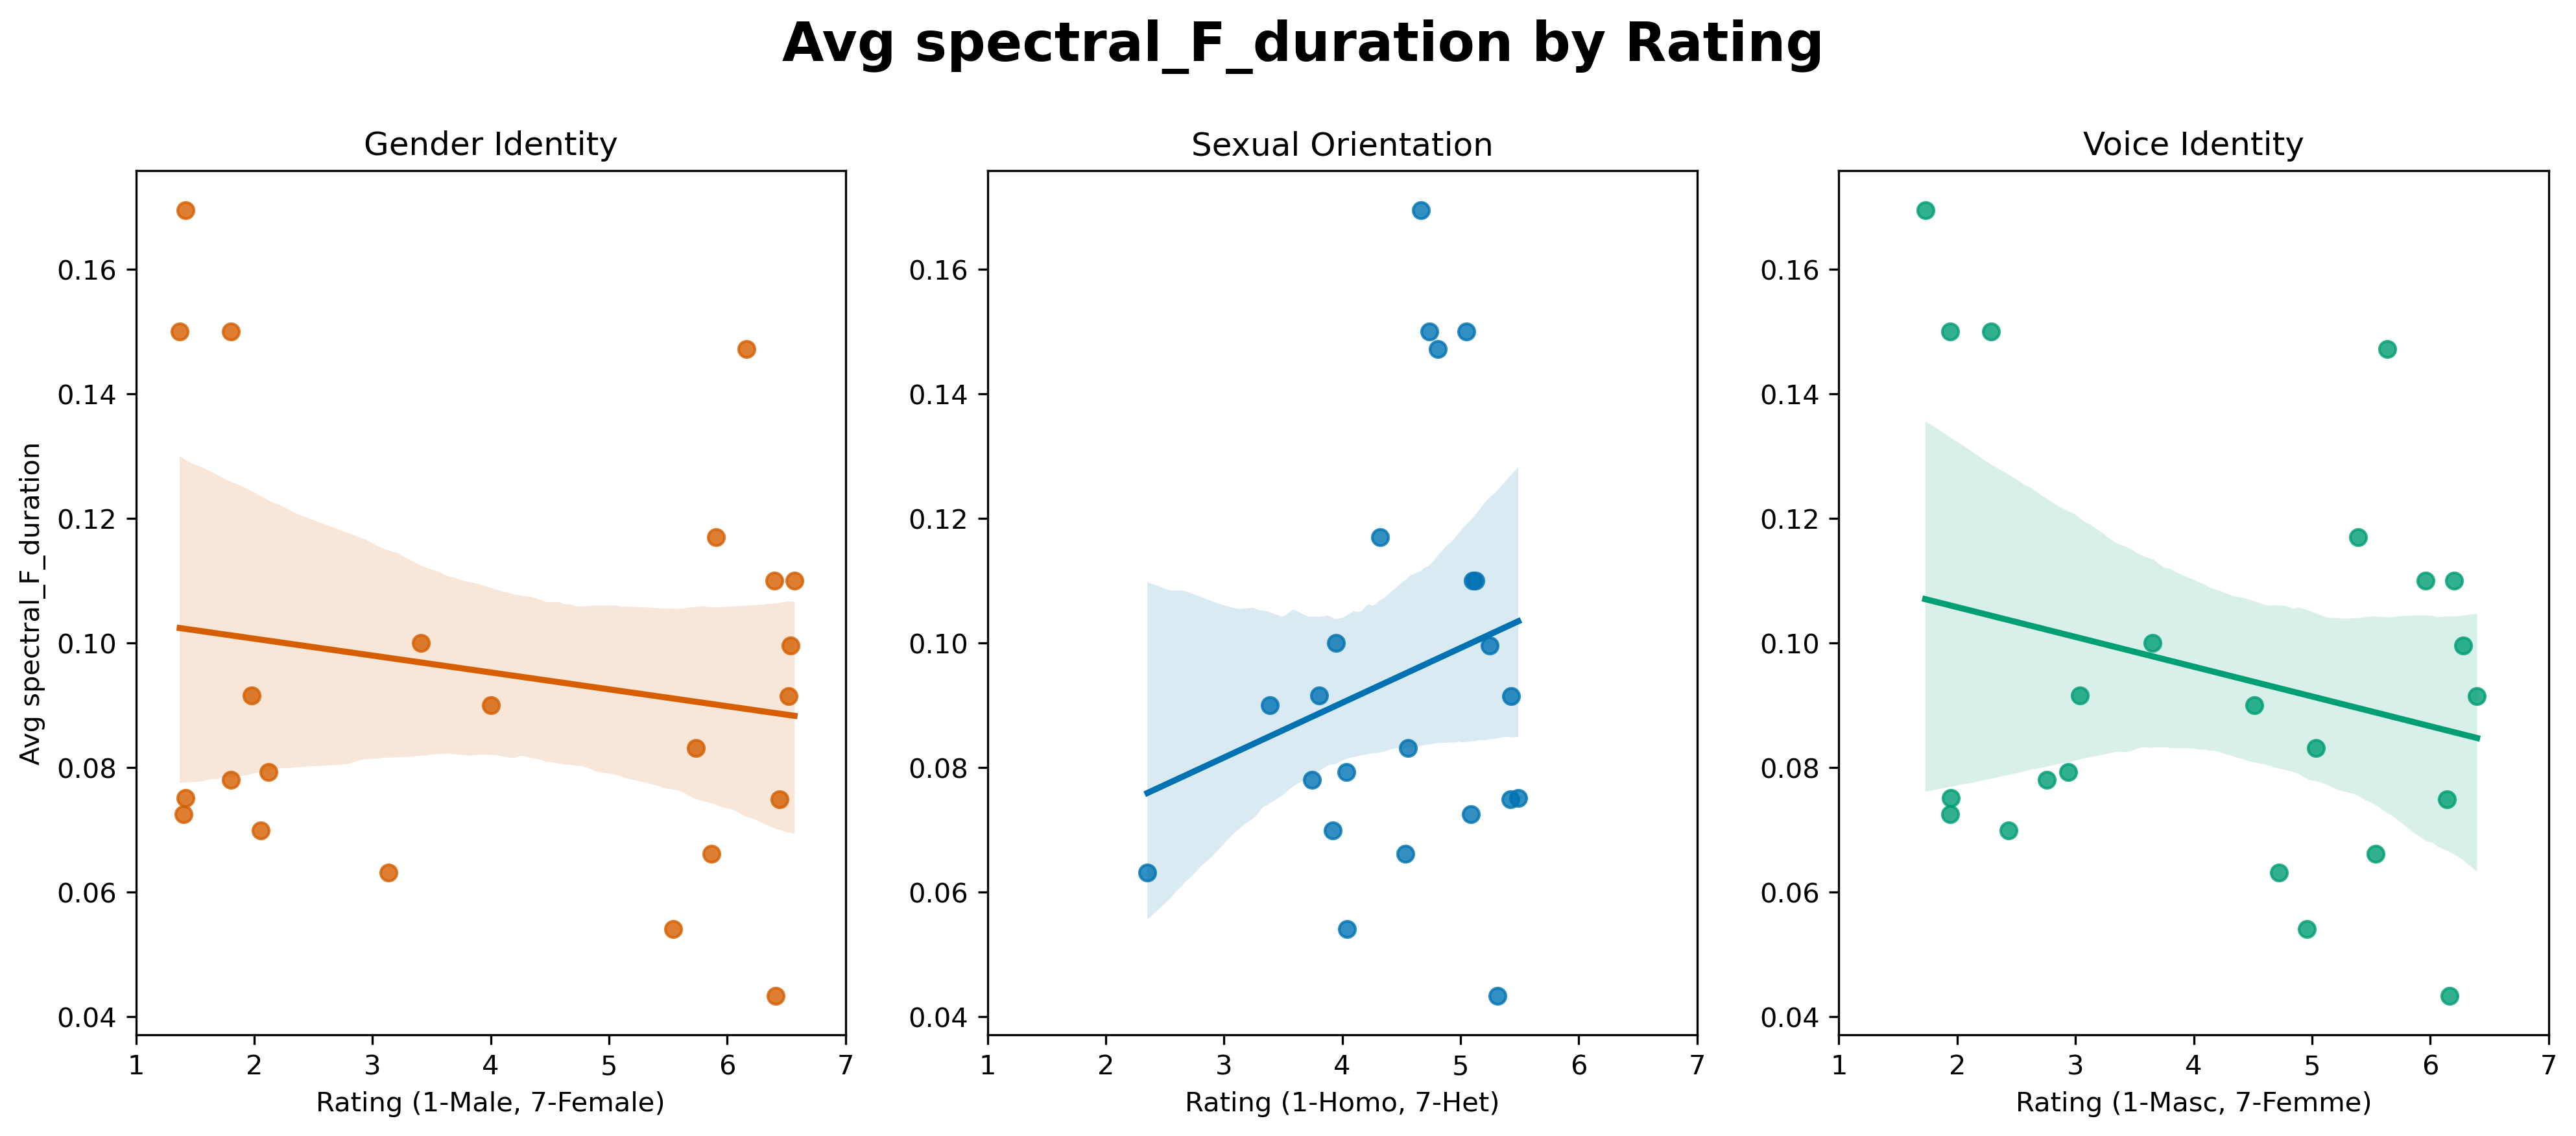 Avg spectral_F_duration by Rating
Gender Identity
Sexual Orientation
Voice Identity
Avg spectral_F_duration
0.16
0.14
0.12
0.10
0.08
0.06
0.04
1 2 3 4 5 6 7
Rating (1-Male, 7-Female)
0.16
0.14
0.12
0.10
0.08
0.06
0.04
1 2 3 4 5 6 7
Rating (1-Homo, 7-Het)
0.16
0.14
0.12
0.10
0.08
0.06
0.04
1 2 3 4 5 6 7
Rating (1-Masc, 7-Femme)